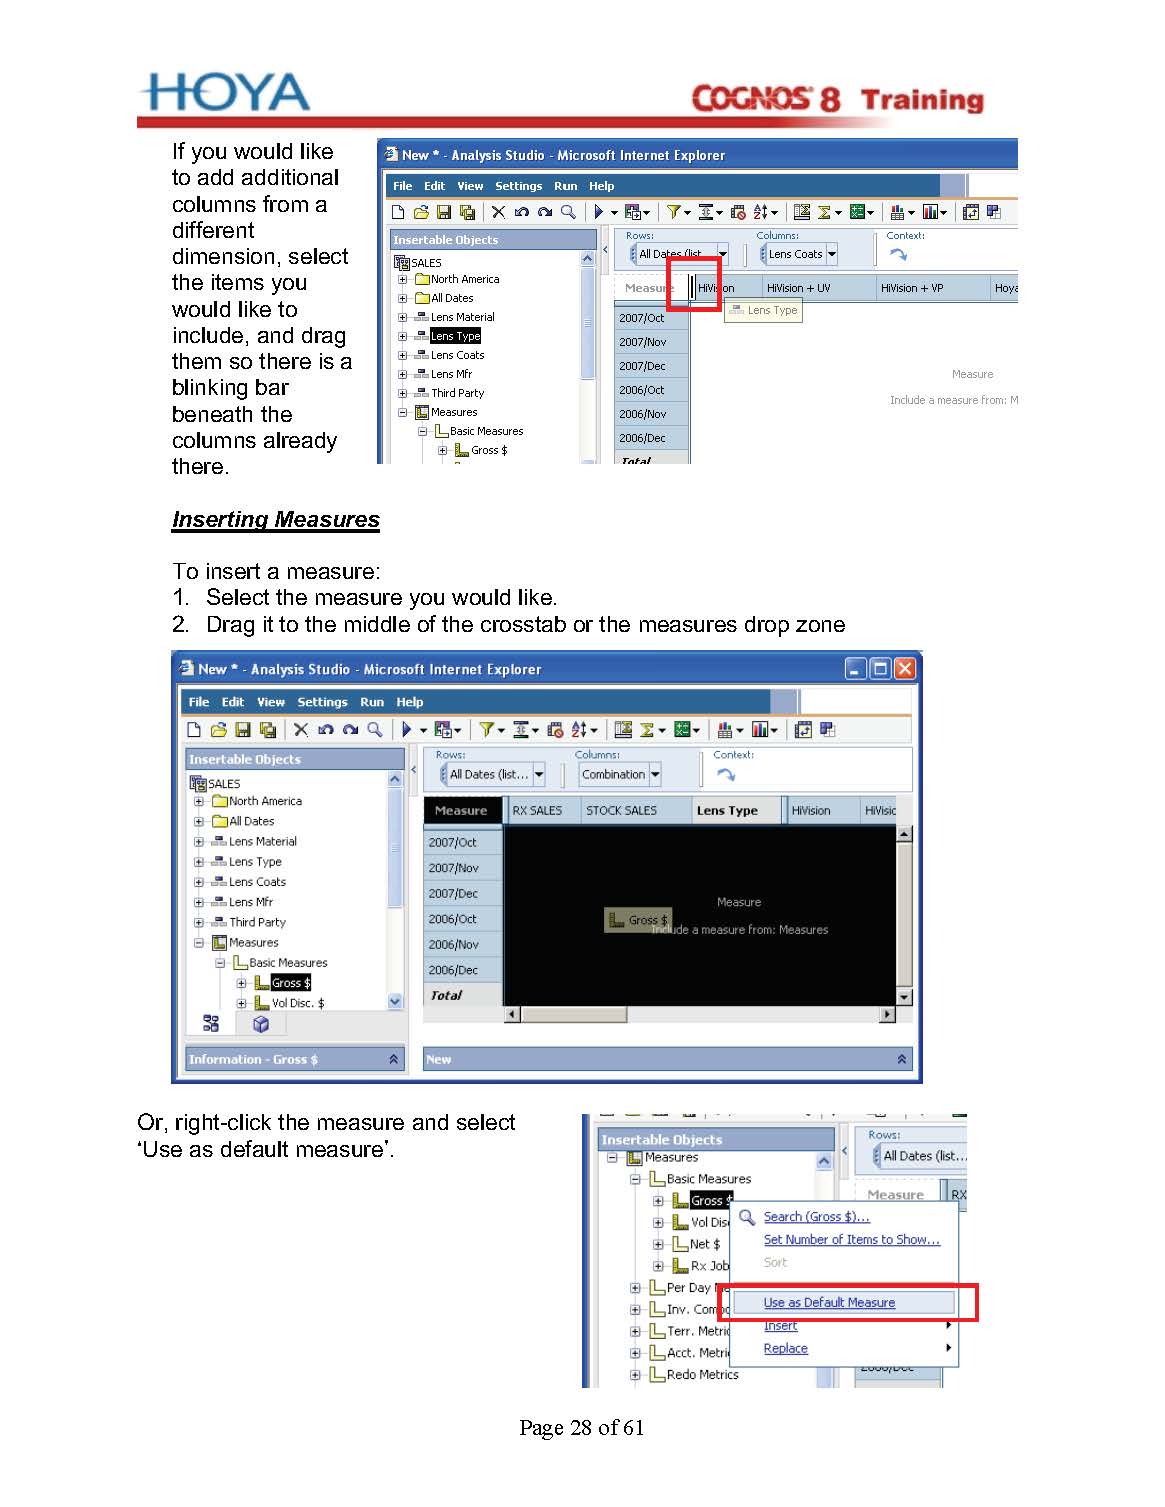 HOYA
COGNOS 8 Training
If you would like
to add additional
columns from a
different
dimension, select
the items you
would like to
include, and drag
them so there is a
blinking bar
beneath the
columns already
there.
New * - Analysis Studio - Microsoft Internet Explorer
File Edit View Settings Run Help
Insertable Objects
Rows:
Columns:
Context:
All Dates (list...
Lens Coats
SALES
North America
All Dates
Lens Material
Lens Type
Lens Coats
Lens Mfr
Third Party
Measures
Basic Measures
Gross $
Measure HiVision HiVision + UV HiVision + VP Hoya
Lens Type
2007/Oct
2007/Nov
2007/Dec
2006/Oct
2006/Nov
2006/Dec
Total
Measure
Include a measure from: M
Inserting Measures
To insert a measure:
1. Select the measure you would like.
2. Drag it to the middle of the crosstab or the measures drop zone
New * - Analysis Studio - Microsoft Internet Explorer
File Edit View Settings Run Help
Insertable Objects
Rows:
Columns:
Context:
All Dates (list...
Combination
SALES
North America
All Dates
Lens Material
Lens Type
Lens Coats
Lens Mfr
Third Party
Measures
Basic Measures
Gross $
Vol Disc. $
Information - Gross $
Measure RX SALES STOCK SALES Lens Type HiVision HiVisic
2007/Oct
2007/Nov
2007/Dec
2006/Oct
2006/Nov
2006/Dec
Total
Measure
Gross $
Include a measure from: Measures
New
Or, right-click the measure and select
‘Use as default measure’.
Insertable Objects
Rows:
All Dates (list...
Measures
Basic Measures
Gross $
Vol Dis
Net $
Rx Job
Per Day Me
Inv. Compo
Terr. Metric
Acct. Metri
Redo Metrics
Measure RX
Search (Gross $)...
Set Number of Items to Show...
Sort
Use as Default Measure
Insert
Replace
2006/Dec
Page 28 of 61